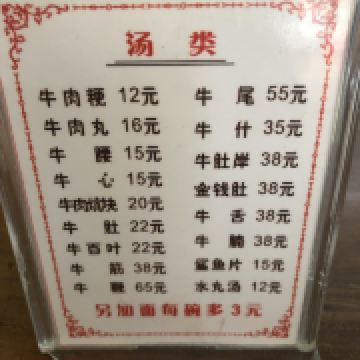 汤 类
牛肉粳 12元
牛肉丸 16元
牛 腰 15元
牛 心 15元
牛肉块 20元
牛 肚 22元
牛百叶 22元
牛 筋 38元
牛 鞭 65元
牛 尾 55元
牛 什 35元
牛肚岸 38元
金钱肚 38元
牛 舌 38元
牛 腩 38元
鲨鱼片 15元
水丸汤 12元
另加面每碗多3元